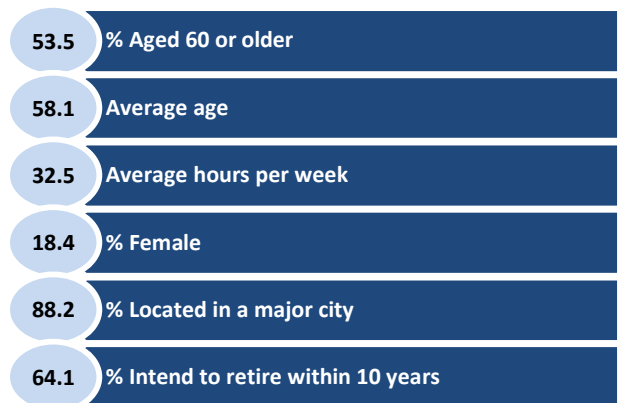 53.5 % Aged 60 or older
58.1 Average age
32.5 Average hours per week
18.4 % Female
88.2 % Located in a major city
64.1 % Intend to retire within 10 years